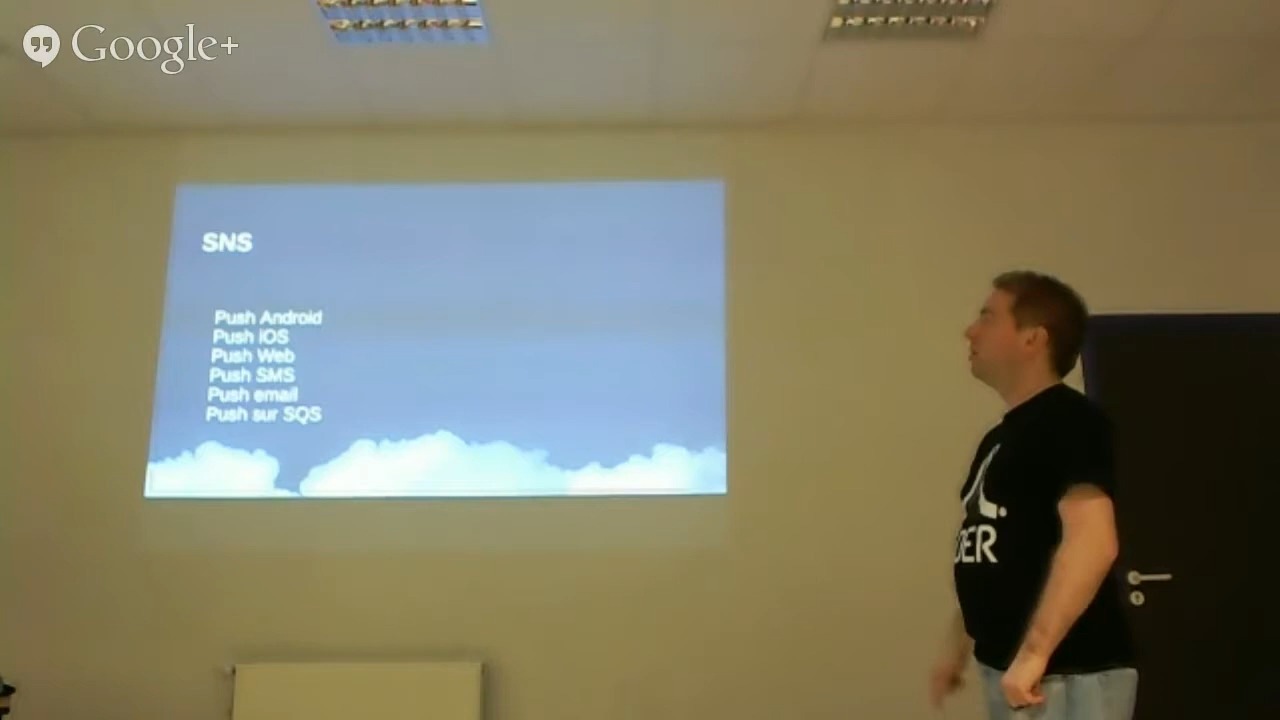 Google+
SNS
Push Android
Push iOS
Push Web
Push SMS
Push email
Push sur SQS
DER